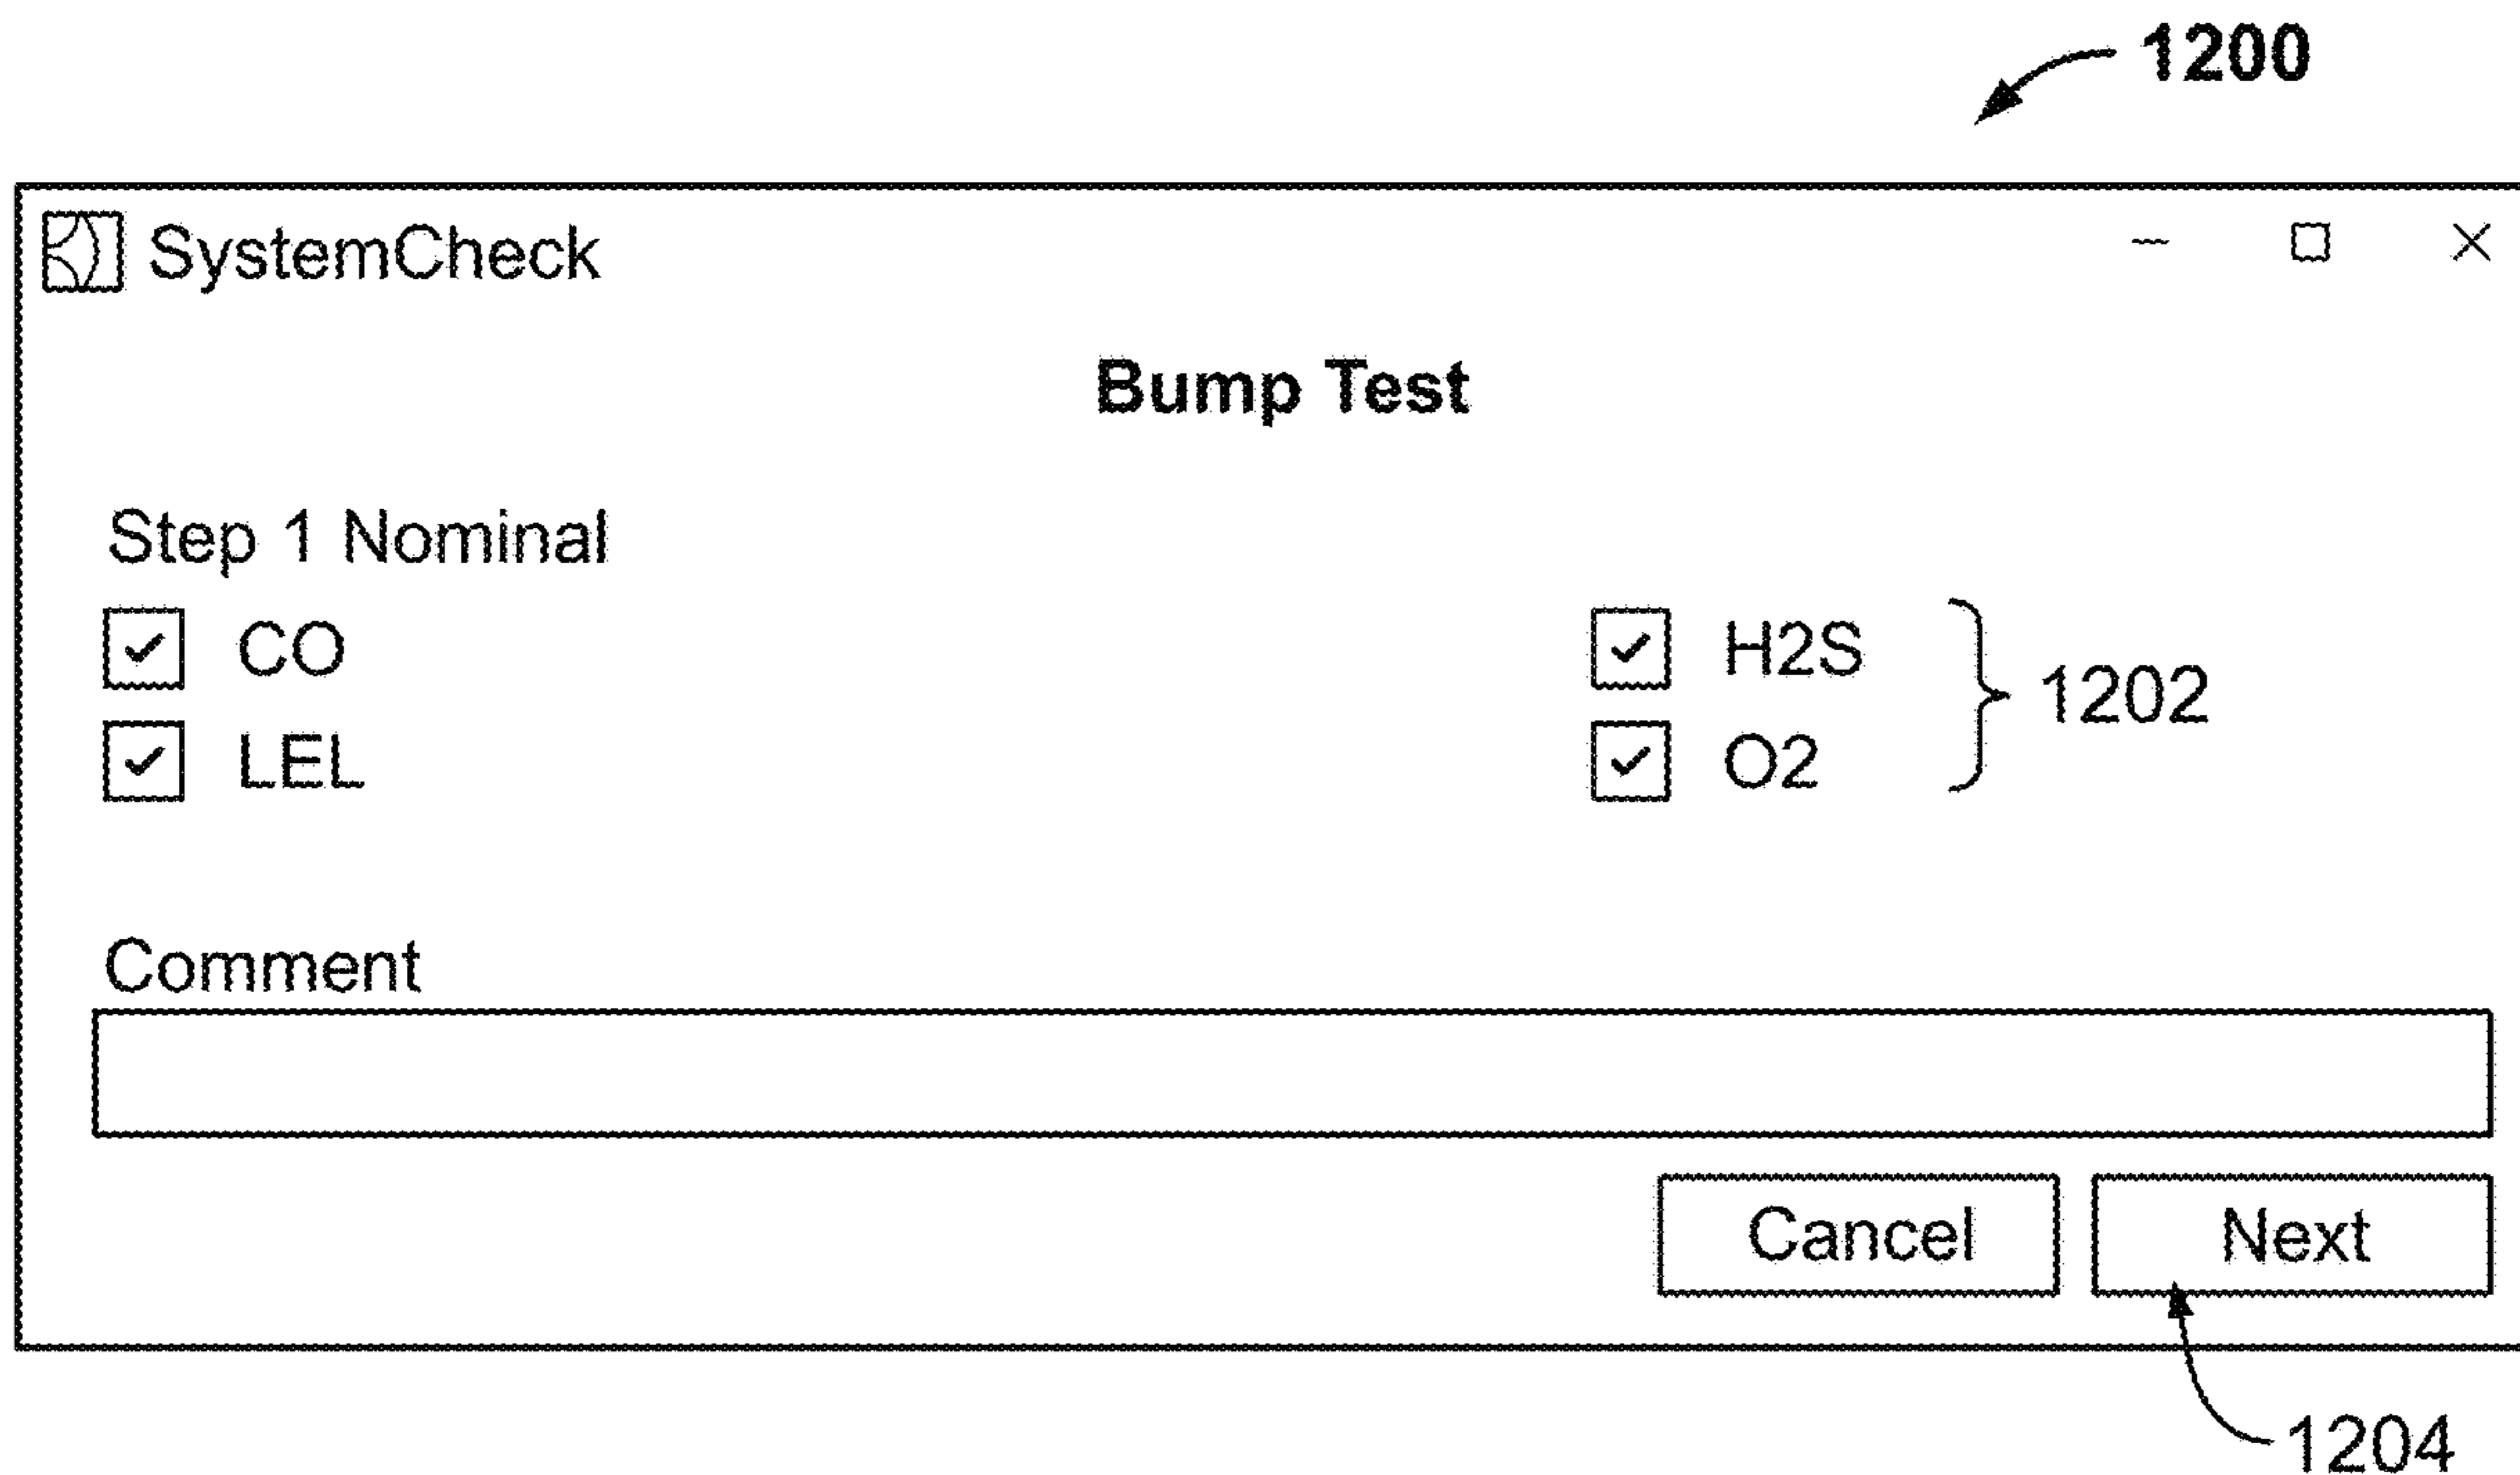 1200
SystemCheck
Bump Test
Step 1 Nominal
CO H2S
1202
LEL O2
Comment
Cancel Next
1204